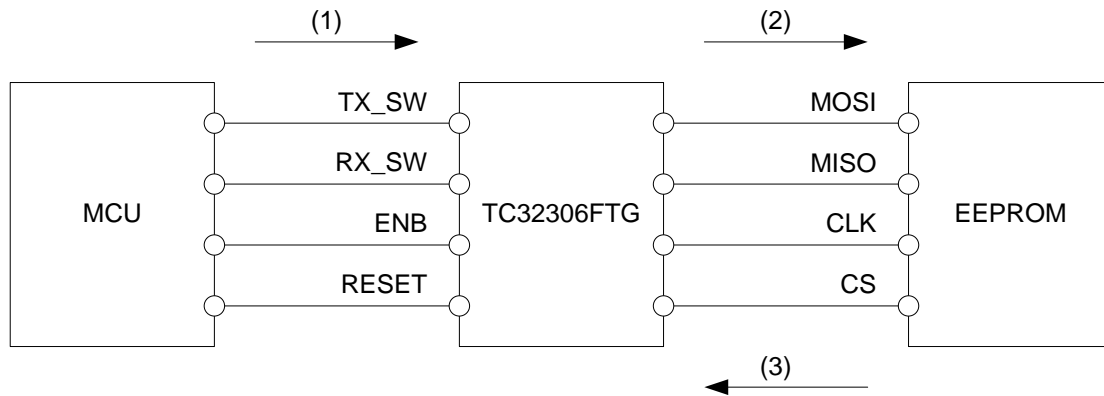 (1)
(2)
TX_SW
MOSI
RX_SW
MISO
MCU
TC32306FTG
EEPROM
ENB
CLK
RESET
CS
(3)